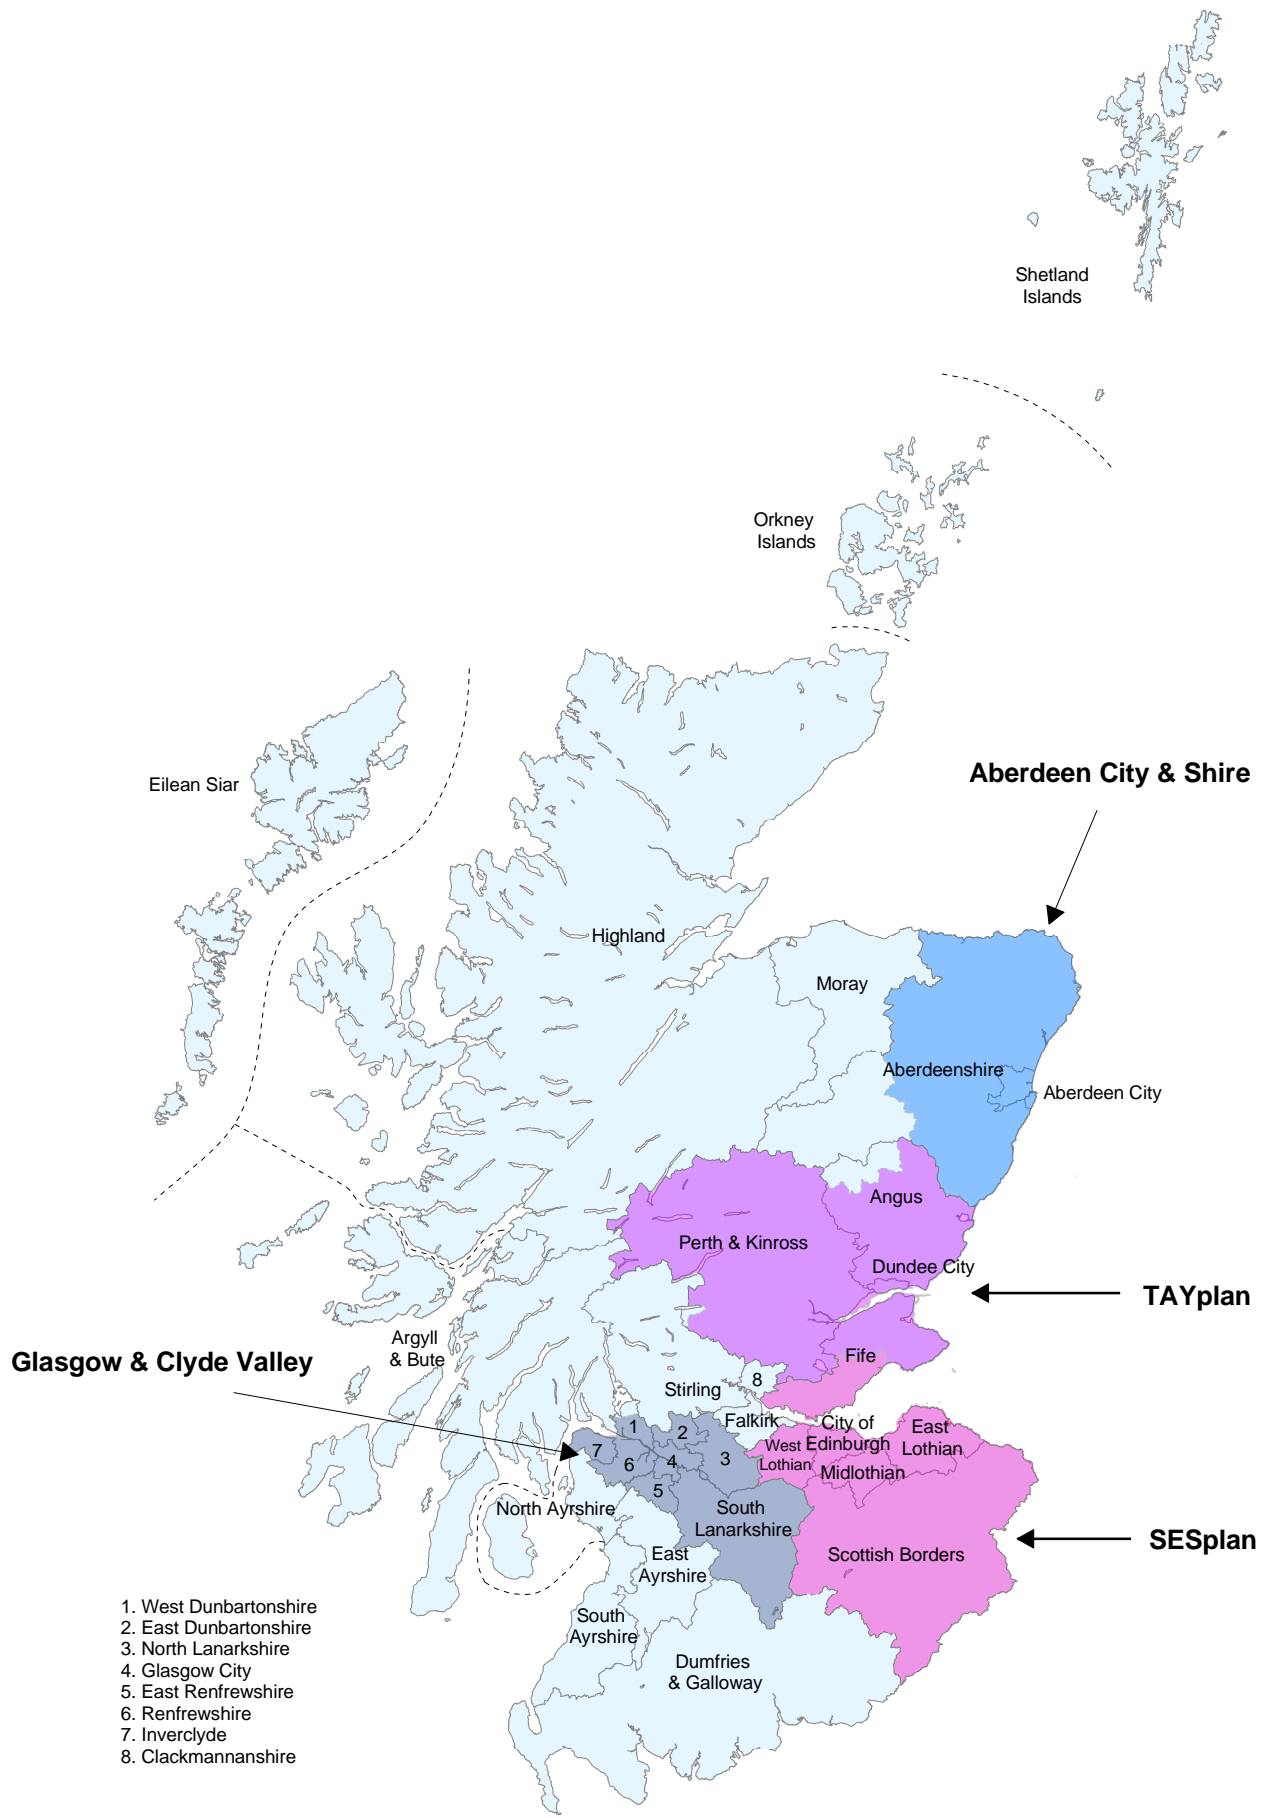 Shetland
Islands
Orkney
Islands
Eilean Siar
Aberdeen City & Shire
Highland
Moray
Aberdeenshire
Aberdeen City
Angus
Perth & Kinross
Dundee City
TAYplan
Argyll
& Bute
Glasgow & Clyde Valley
Fife
8
Stirling
Falkirk
City of
Edinburgh
East
Lothian
West
Lothian
Midlothian
1
2
3
4
5
6
7
North Ayrshire
South
Lanarkshire
SESplan
Scottish Borders
East
Ayrshire
South
Ayrshire
Dumfries
& Galloway
1. West Dunbartonshire
2. East Dunbartonshire
3. North Lanarkshire
4. Glasgow City
5. East Renfrewshire
6. Renfrewshire
7. Inverclyde
8. Clackmannanshire